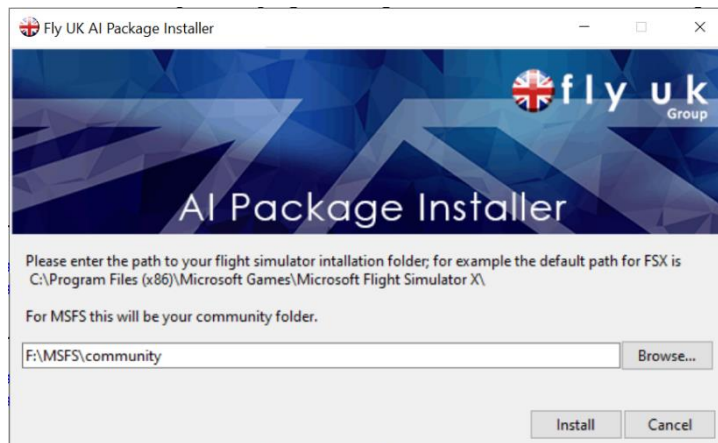 Fly UK AI Package Installer
fly uk
Group
AI Package Installer
Please enter the path to your flight simulator intallation folder; for example the default path for FSX is
C:\Program Files (x86)\Microsoft Games\Microsoft Flight Simulator X\
For MSFS this will be your community folder.
F:\MSFS\community
Browse...
Install
Cancel